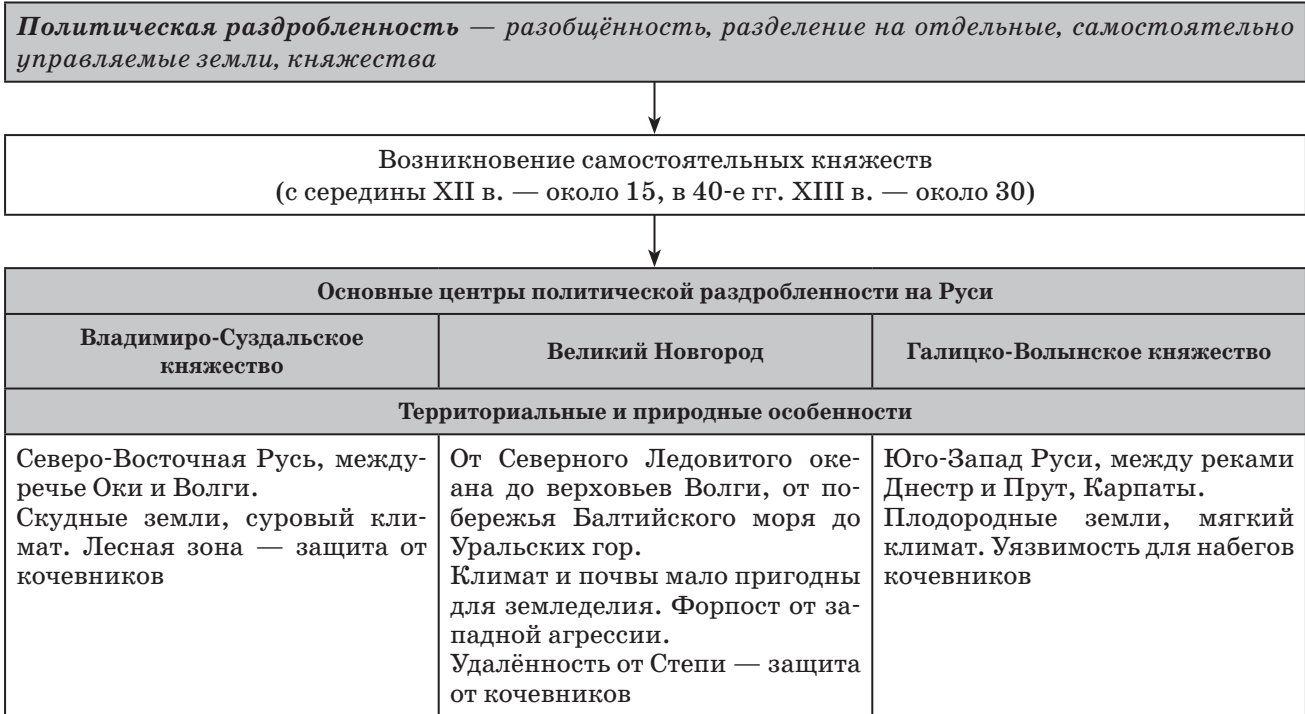 Политическая раздробленность — разобщённость, разделение на отдельные, самостоятельно
управляемые земли, княжества
Возникновение самостоятельных княжеств
(с середины XII в. — около 15, в 40-е гг. XIII в. — около 30)
Основные центры политической раздробленности на Руси
Владимиро-Суздальское
княжество
Великий Новгород
Галицко-Волынское княжество
Территориальные и природные особенности
Северо-Восточная Русь, между-
речье Оки и Волги.
Скудные земли, суровый кли-
мат. Лесная зона — защита от
кочевников
От Северного Ледовитого оке-
ана до верховьев Волги, от по-
бережья Балтийского моря до
Уральских гор.
Климат и почвы мало пригодны
для земледелия. Форпост от за-
падной агрессии.
Удалённость от Степи — защита
от кочевников
Юго-Запад Руси, между реками
Днестр и Прут, Карпаты.
Плодородные земли, мягкий
климат. Уязвимость для набегов
кочевников